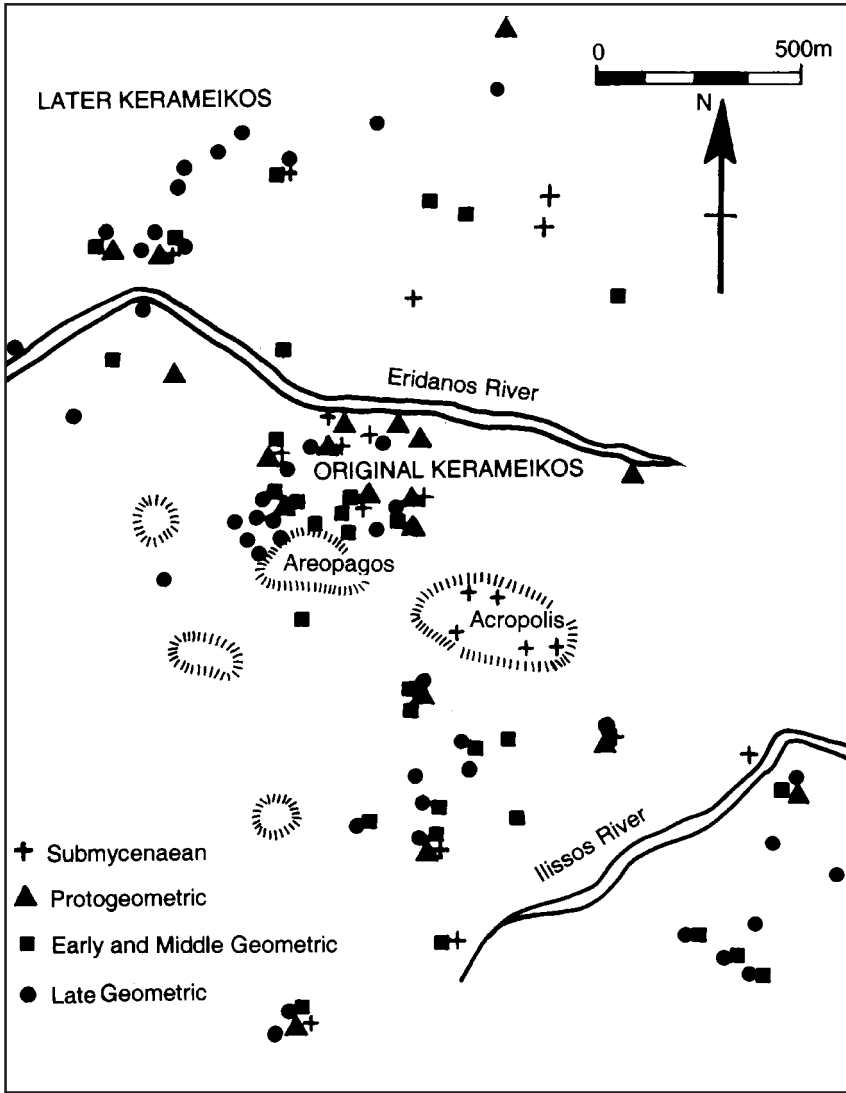 0 500m
LATER KERAMEIKOS
N
Eridanos River
ORIGINAL KERAMEIKOS
Areopagos
Acropolis
Ilissos River
Submycenaean
Protogeometric
Early and Middle Geometric
Late Geometric